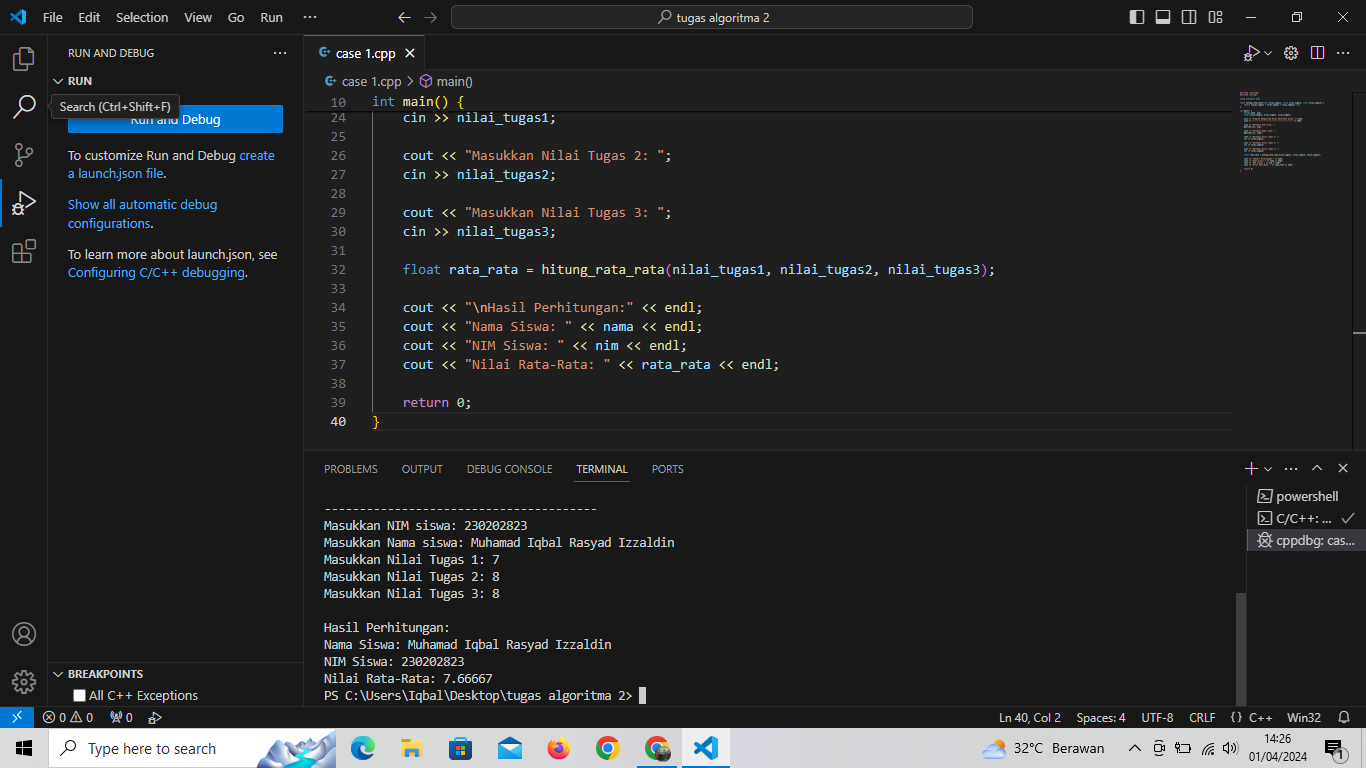 File Edit Selection View Go Run ··· tugas algoritma 2
RUN AND DEBUG ···
RUN
Search (Ctrl+Shift+F)
Run and Debug
To customize Run and Debug create
a launch.json file.
Show all automatic debug
configurations.
To learn more about launch.json, see
Configuring C/C++ debugging.
BREAKPOINTS
All C++ Exceptions
case 1.cpp
case 1.cpp > main()
10 int main() {
24 cin >> nilai_tugas1;
25
26 cout << "Masukkan Nilai Tugas 2: ";
27 cin >> nilai_tugas2;
28
29 cout << "Masukkan Nilai Tugas 3: ";
30 cin >> nilai_tugas3;
31
32 float rata_rata = hitung_rata_rata(nilai_tugas1, nilai_tugas2, nilai_tugas3);
33
34 cout << "\nHasil Perhitungan:" << endl;
35 cout << "Nama Siswa: " << nama << endl;
36 cout << "NIM Siswa: " << nim << endl;
37 cout << "Nilai Rata-Rata: " << rata_rata << endl;
38
39 return 0;
40 }
PROBLEMS OUTPUT DEBUG CONSOLE TERMINAL PORTS
---------------------------------------
Masukkan NIM siswa: 230202823
Masukkan Nama siswa: Muhamad Iqbal Rasyad Izzaldin
Masukkan Nilai Tugas 1: 7
Masukkan Nilai Tugas 2: 8
Masukkan Nilai Tugas 3: 8
Hasil Perhitungan:
Nama Siswa: Muhamad Iqbal Rasyad Izzaldin
NIM Siswa: 230202823
Nilai Rata-Rata: 7.66667
PS C:\Users\Iqbal\Desktop\tugas algoritma 2>
powershell
C/C++: ...
cppdbg: cas...
0 0 0 Ln 40, Col 2 Spaces: 4 UTF-8 CRLF {} C++ Win32
Type here to search 32°C Berawan 14:26
01/04/2024
1